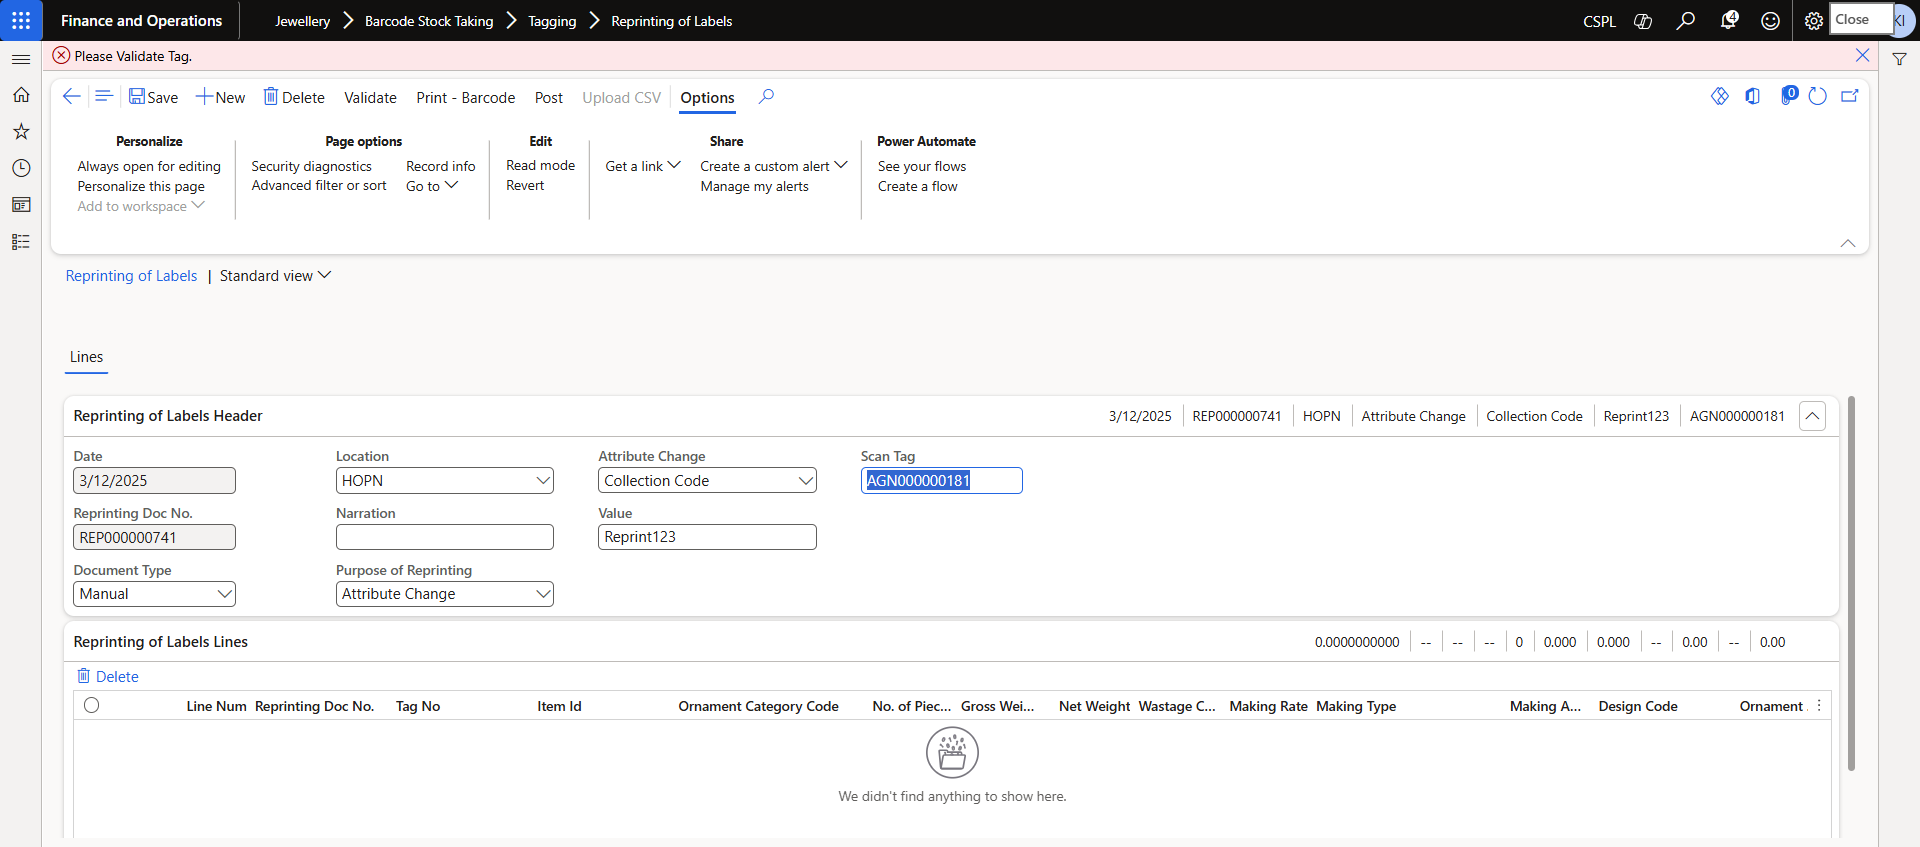 Finance and Operations
Jewellery > Barcode Stock Taking > Tagging > Reprinting of Labels
CSPL
4
Close
KI
Please Validate Tag.
Save New Delete Validate Print - Barcode Post Upload CSV Options
0
Personalize
Always open for editing
Personalize this page
Add to workspace
Page options
Security diagnostics Record info
Advanced filter or sort Go to
Edit
Read mode
Revert
Share
Get a link Create a custom alert
Manage my alerts
Power Automate
See your flows
Create a flow
Reprinting of Labels | Standard view
Lines
Reprinting of Labels Header 3/12/2025 REP000000741 HOPN Attribute Change Collection Code Reprint123 AGN000000181
Date Location Attribute Change Scan Tag
3/12/2025 HOPN Collection Code AGN000000181
Reprinting Doc No. Narration Value
REP000000741 Reprint123
Document Type Purpose of Reprinting
Manual Attribute Change
Reprinting of Labels Lines 0.0000000000 -- -- -- 0 0.000 0.000 -- 0.00 -- 0.00
Delete
Line Num Reprinting Doc No. Tag No Item Id Ornament Category Code No. of Piec... Gross Wei... Net Weight Wastage C... Making Rate Making Type Making A... Design Code Ornament
We didn't find anything to show here.